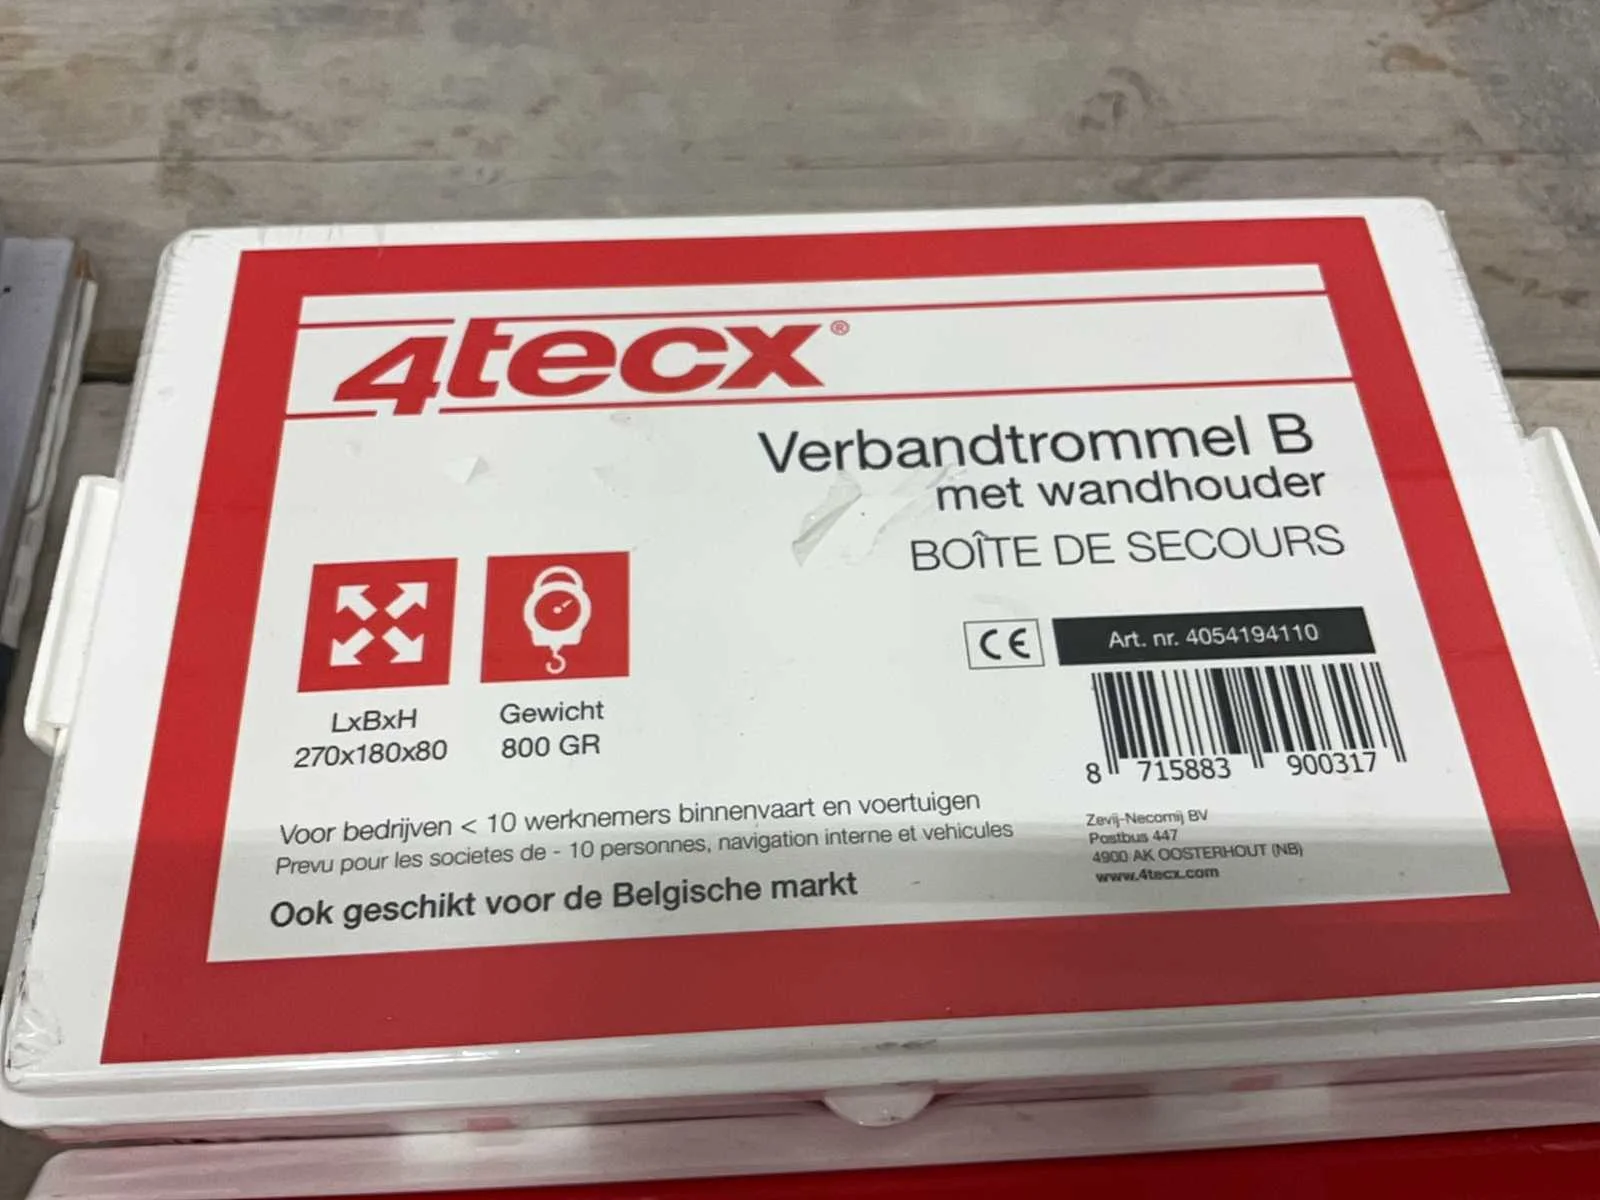 4tecx®
Verbandtrommel B
met wandhouder
BOÎTE DE SECOURS
CE
Art. nr. 4054194110
LxBxH
270x180x80
Gewicht
800 GR
8 715883 900317
Voor bedrijven < 10 werknemers binnenvaart en voertuigen
Prevu pour les societes de - 10 personnes, navigation interne et vehicules
Ook geschikt voor de Belgische markt
Zevij-Necomij BV
Postbus 447
4900 AK OOSTERHOUT (NB)
www.4tecx.com